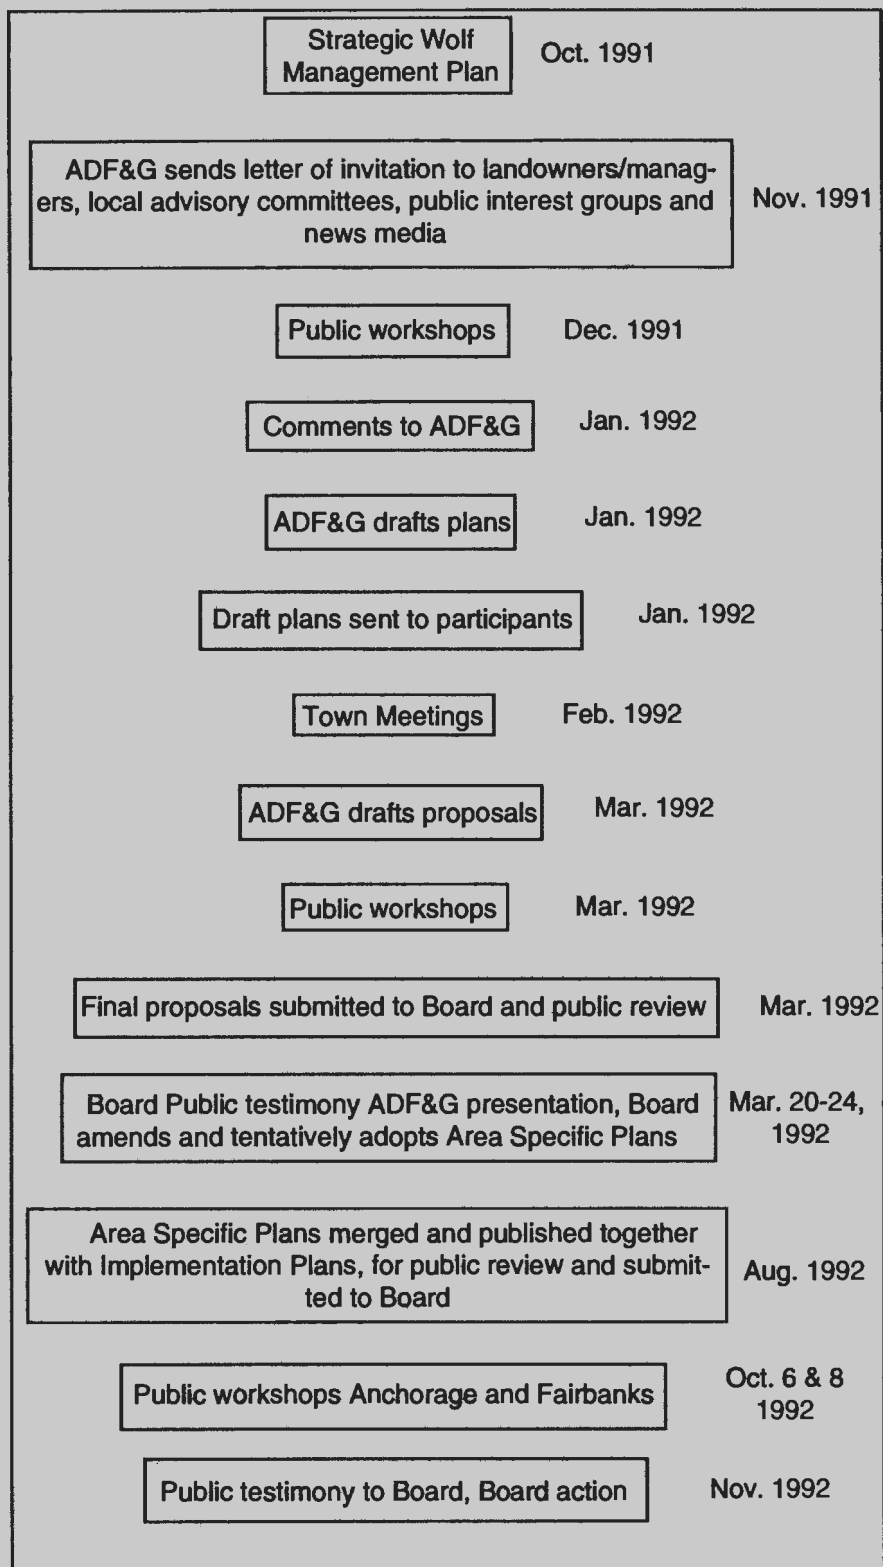 Strategic Wolf
Management Plan
Oct. 1991
ADF&G sends letter of invitation to landowners/manag-
ers, local advisory committees, public interest groups and
news media
Nov. 1991
Public workshops
Dec. 1991
Comments to ADF&G
Jan. 1992
ADF&G drafts plans
Jan. 1992
Draft plans sent to participants
Jan. 1992
Town Meetings
Feb. 1992
ADF&G drafts proposals
Mar. 1992
Public workshops
Mar. 1992
Final proposals submitted to Board and public review
Mar. 1992
Board Public testimony ADF&G presentation, Board
amends and tentatively adopts Area Specific Plans
Mar. 20-24,
1992
Area Specific Plans merged and published together
with Implementation Plans, for public review and submit-
ted to Board
Aug. 1992
Public workshops Anchorage and Fairbanks
Oct. 6 & 8
1992
Public testimony to Board, Board action
Nov. 1992